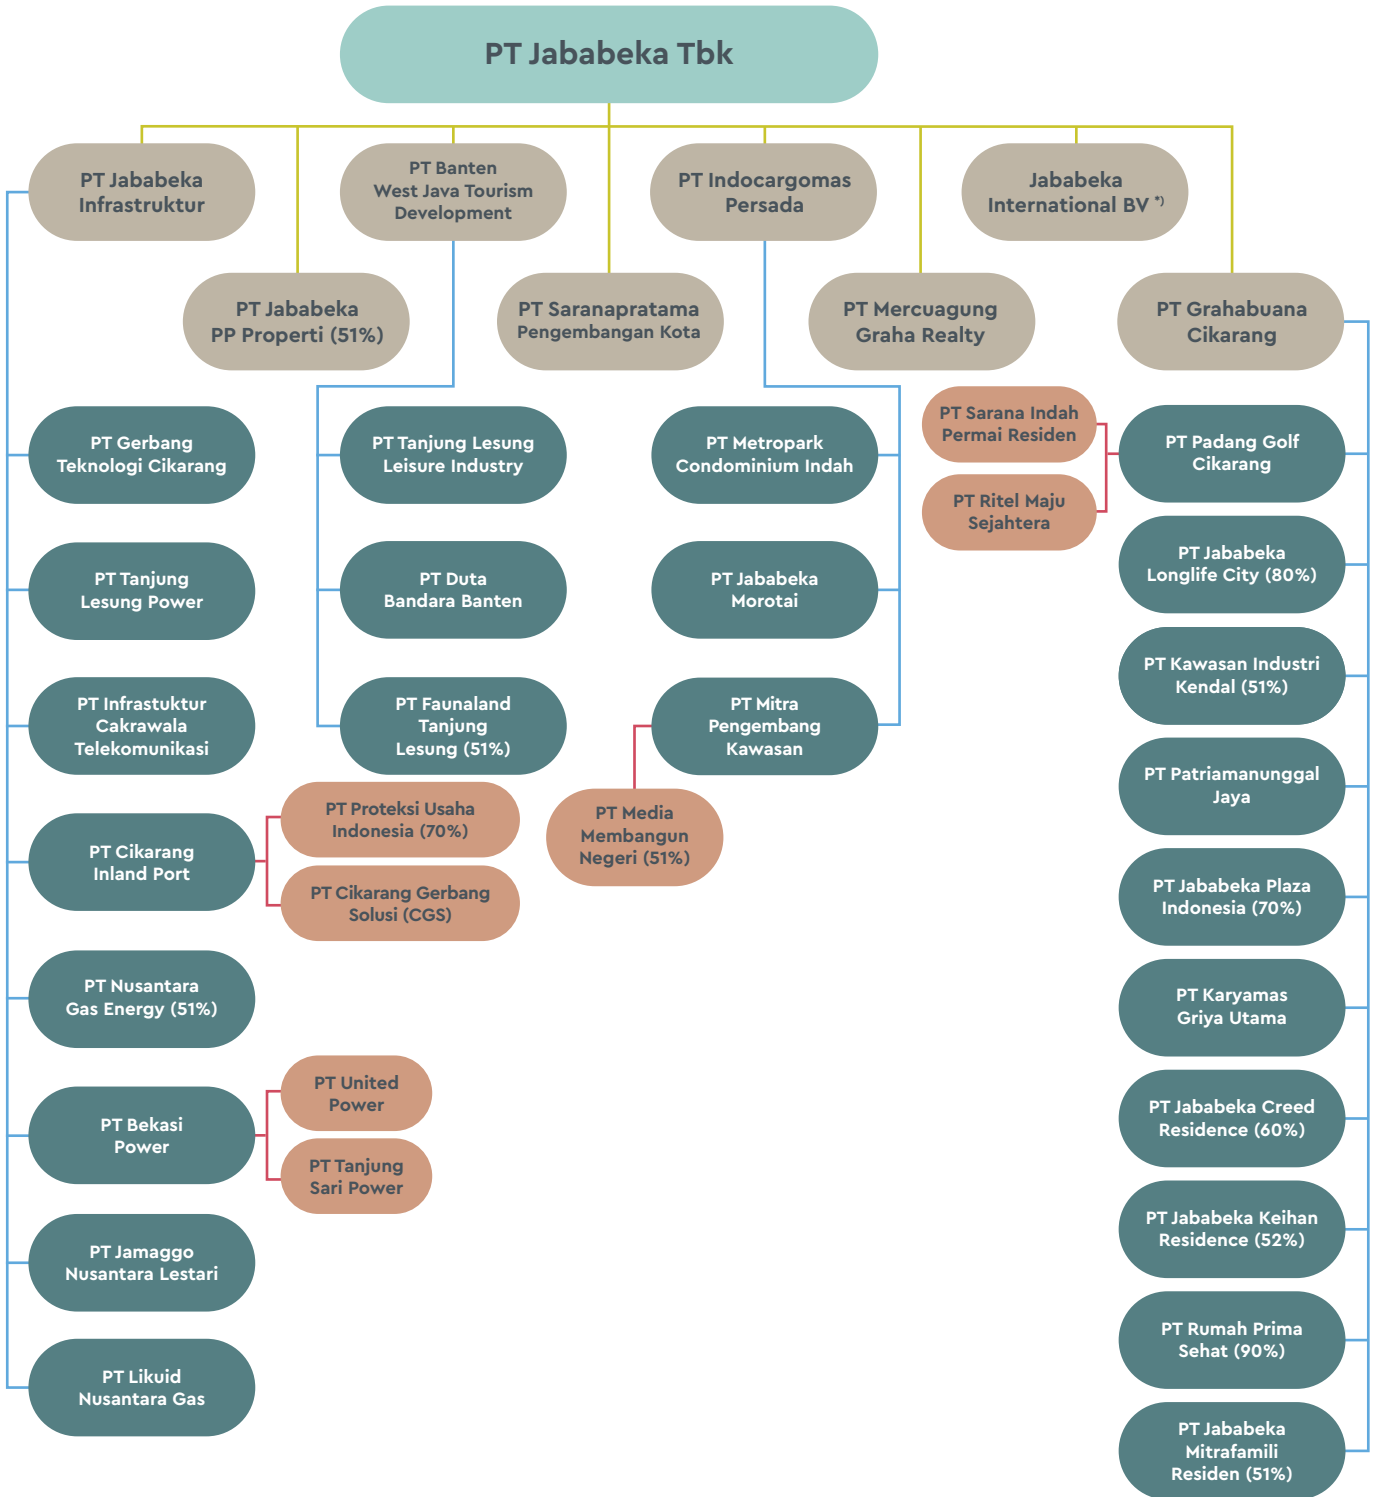 PT Jababeka Tbk
PT Jababeka
Infrastruktur
PT Banten
West Java Tourism
Development
PT Indocargomas
Persada
Jababeka
International BV *)
PT Jababeka
PP Properti (51%)
PT Saranapratama
Pengembangan Kota
PT Mercuagung
Graha Realty
PT Grahabuana
Cikarang
PT Gerbang
Teknologi Cikarang
PT Tanjung
Lesung Power
PT Infrastuktur
Cakrawala
Telekomunikasi
PT Cikarang
Inland Port
PT Proteksi Usaha
Indonesia (70%)
PT Cikarang Gerbang
Solusi (CGS)
PT Nusantara
Gas Energy (51%)
PT Bekasi
Power
PT United
Power
PT Tanjung
Sari Power
PT Jamaggo
Nusantara Lestari
PT Likuid
Nusantara Gas
PT Tanjung Lesung
Leisure Industry
PT Duta
Bandara Banten
PT Faunaland
Tanjung
Lesung (51%)
PT Metropark
Condominium Indah
PT Jababeka
Morotai
PT Mitra
Pengembang
Kawasan
PT Media
Membangun
Negeri (51%)
PT Sarana Indah
Permai Residen
PT Ritel Maju
Sejahtera
PT Padang Golf
Cikarang
PT Jababeka
Longlife City (80%)
PT Kawasan Industri
Kendal (51%)
PT Patriamanunggal
Jaya
PT Jababeka Plaza
Indonesia (70%)
PT Karyamas
Griya Utama
PT Jababeka Creed
Residence (60%)
PT Jababeka Keihan
Residence (52%)
PT Rumah Prima
Sehat (90%)
PT Jababeka
Mitrafamili
Residen (51%)